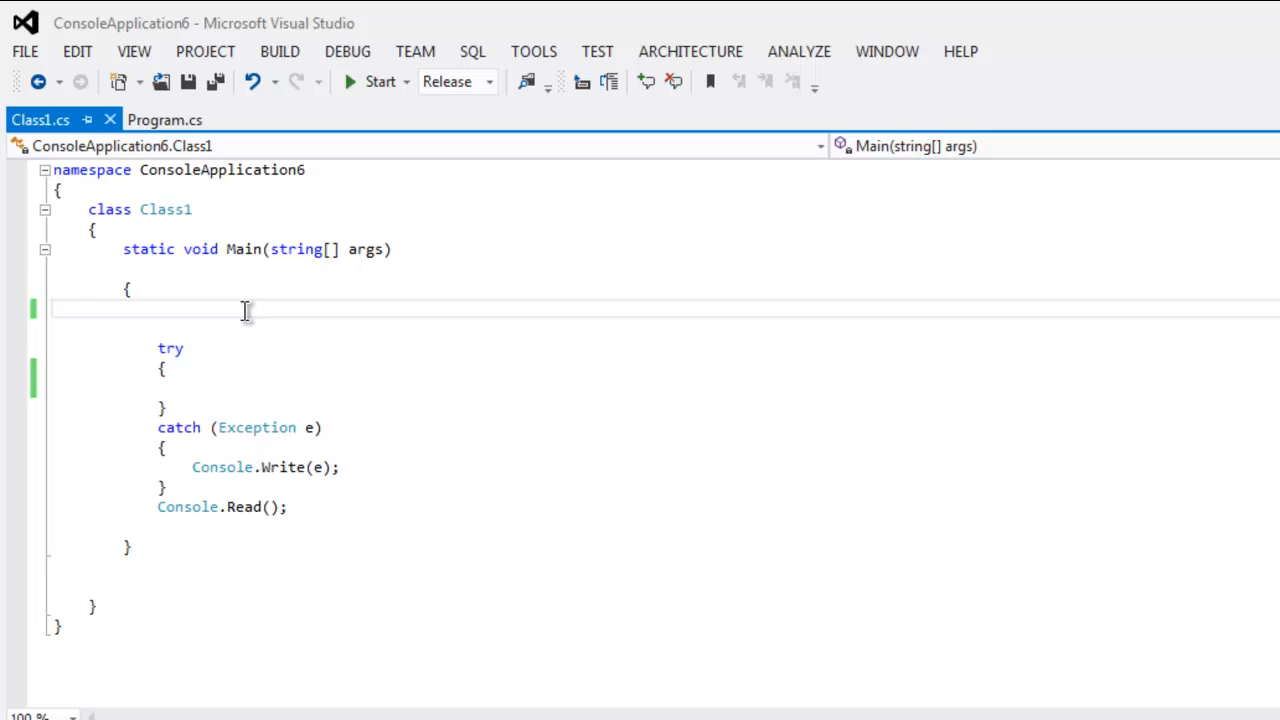 ConsoleApplication6 - Microsoft Visual Studio
FILE EDIT VIEW PROJECT BUILD DEBUG TEAM SQL TOOLS TEST ARCHITECTURE ANALYZE WINDOW HELP
Start Release
Class1.cs Program.cs
ConsoleApplication6.Class1 Main(string[] args)
namespace ConsoleApplication6
{
class Class1
{
static void Main(string[] args)
{
try
{
}
catch (Exception e)
{
Console.Write(e);
}
Console.Read();
}
}
}
100 %